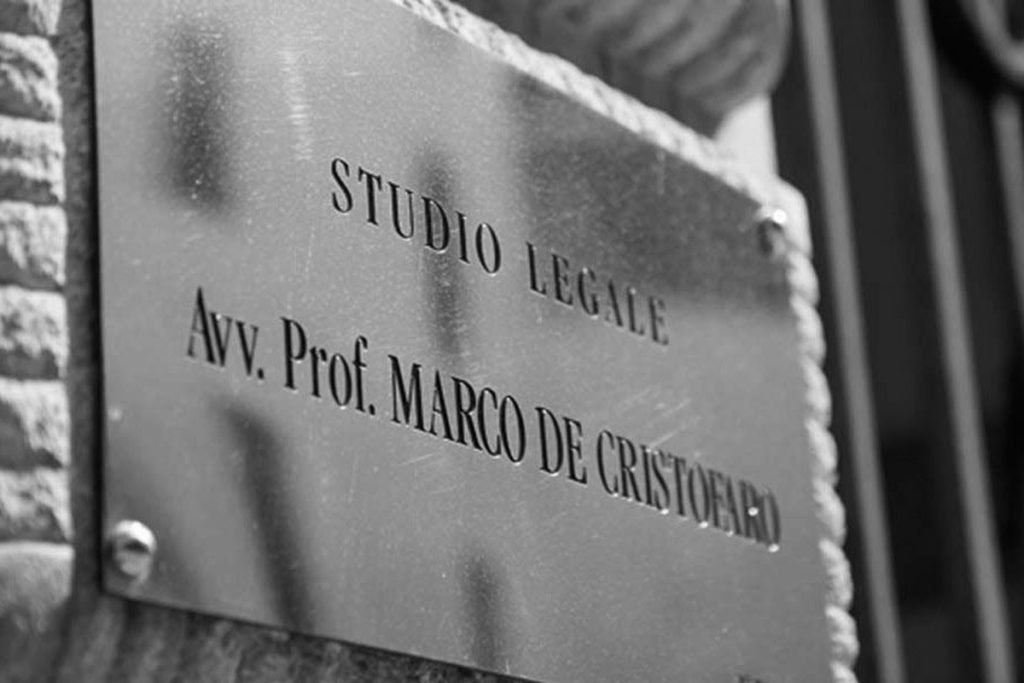 STUDIO LEGALE
Avv. Prof. MARCO DE CRISTOFARO